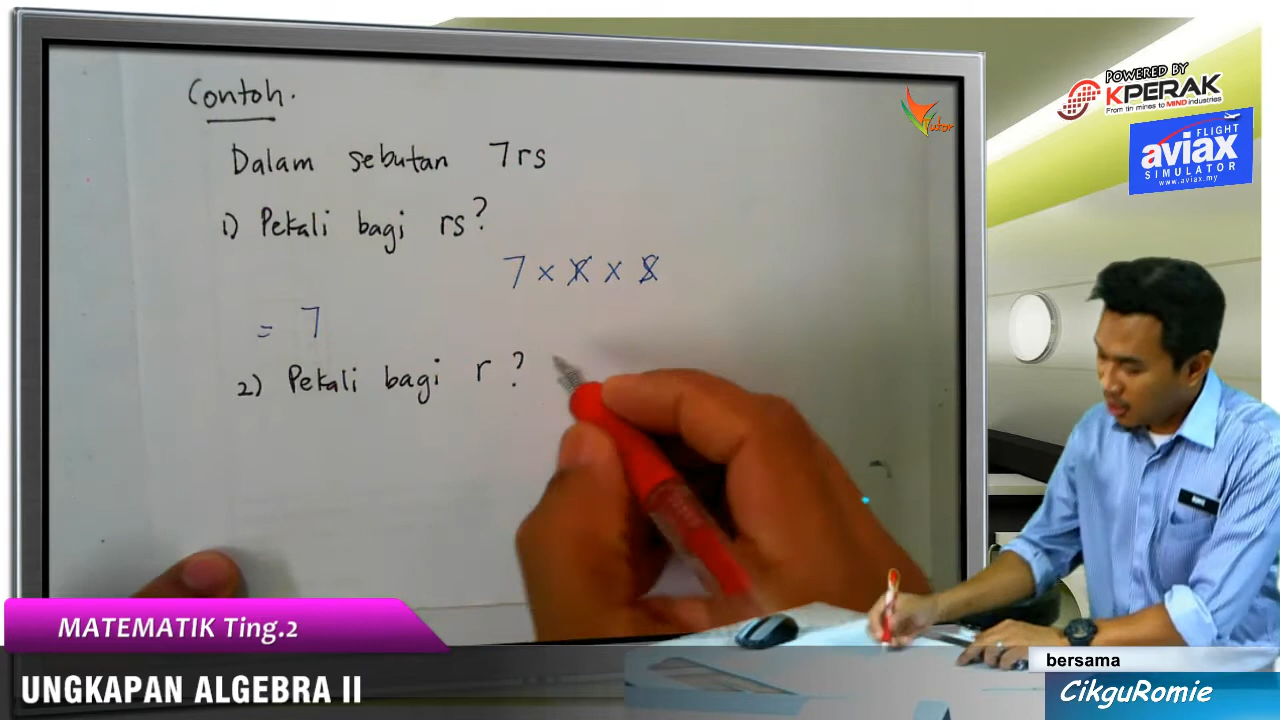 Contoh.
Dalam sebutan 7rs
1) Pekali bagi rs?
7 × r × s
= 7
2) Pekali bagi r ?
Tutor
POWERED BY
KPERAK
From tin mines to MIND industries
FLIGHT
aviax
SIMULATOR
www.aviax.my
MATEMATIK Ting.2
UNGKAPAN ALGEBRA II
bersama
CikguRomie